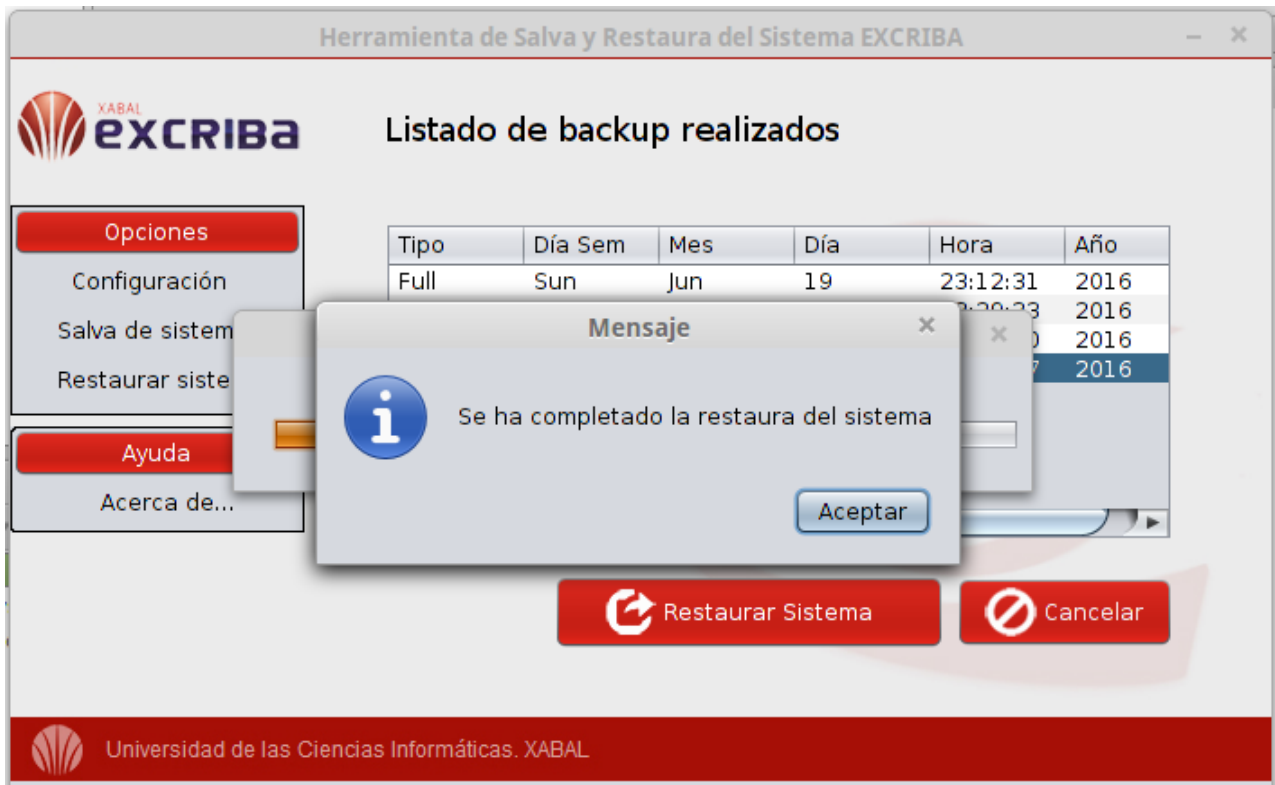 Herramienta de Salva y Restaura del Sistema EXCRIBA
XABAL
excriba
Listado de backup realizados
Opciones
Configuración
Salva de sistem
Restaurar siste
Ayuda
Acerca de...
Tipo Día Sem Mes Día Hora Año
Full Sun Jun 19 23:12:31 2016
2016
2016
2016
Mensaje
Se ha completado la restaura del sistema
Aceptar
Restaurar Sistema
Cancelar
Universidad de las Ciencias Informáticas. XABAL